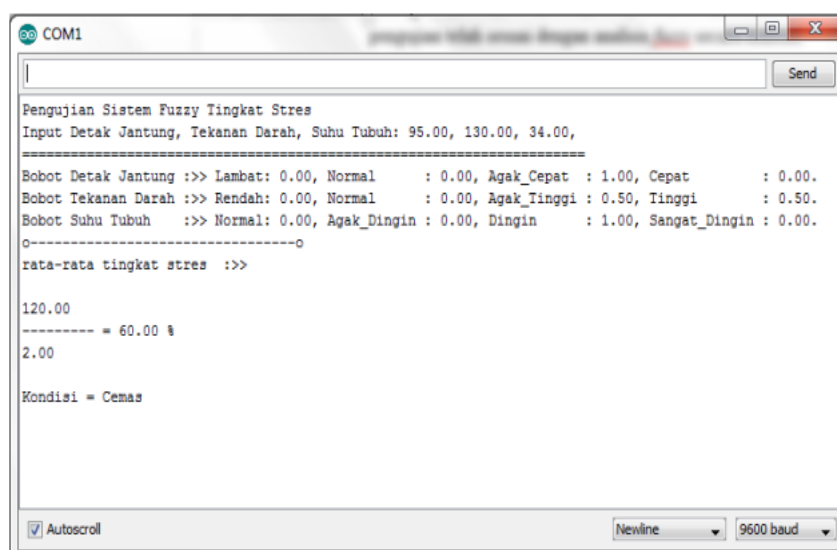 COM1
Send
Pengujian Sistem Fuzzy Tingkat Stres
Input Detak Jantung, Tekanan Darah, Suhu Tubuh: 95.00, 130.00, 34.00,
======================================================================
Bobot Detak Jantung :>> Lambat: 0.00, Normal      : 0.00, Agak_Cepat  : 1.00, Cepat         : 0.00.
Bobot Tekanan Darah :>> Rendah: 0.00, Normal      : 0.00, Agak_Tinggi : 0.50, Tinggi        : 0.50.
Bobot Suhu Tubuh    :>> Normal: 0.00, Agak_Dingin : 0.00, Dingin      : 1.00, Sangat_Dingin : 0.00.
o---------------------------------o
rata-rata tingkat stres  :>>
120.00
--------- = 60.00 %
2.00
Kondisi = Cemas
Autoscroll
Newline
9600 baud